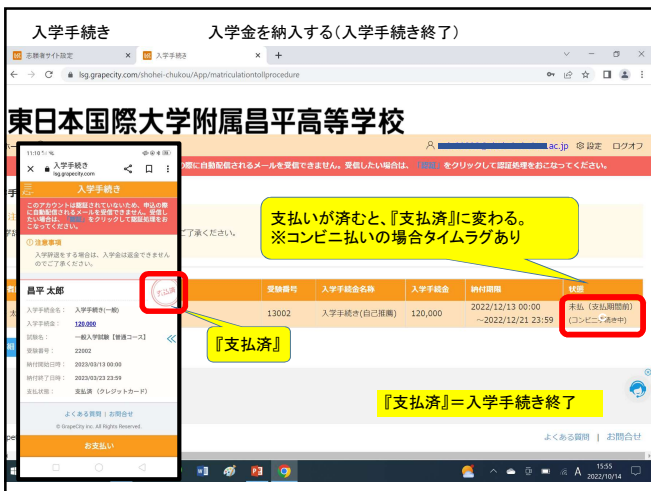 入学手続き 入学金を納入する(入学手続き終了)
志願者サイト設定
入学手続き
lsg.grapecity.com/shohei-chukou/App/matriculationtollprocedure
東日本国際大学附属昌平高等学校
ac.jp 設定 ログオフ
の際に自動配信されるメールを受信できません。受信したい場合は、『認証』をクリックして認証処理をおこなってください。
11:10
入学手続き
lsg.grapecity.com
入学手続き
このアカウントは認証されていないため、申込の際に自動配信されるメールを受信できません。受信したい場合は、
をクリックして認証処理をおこなってください。
注意事項
入学辞退をする場合は、入学金は返金できませんのでご了承ください。
ご了承ください。
支払いが済むと、『支払済』に変わる。
※コンビニ払いの場合タイムラグあり
昌平 太郎
支払済
入学手続金名: 入学手続き(一般)
入学手続金: 120,000
試験名: 一般入学試験【普通コース】
受験番号: 22002
納付開始日時: 2023/03/13 00:00
納付終了日時: 2023/03/23 23:59
支払状態: 支払済 (クレジットカード)
よくある質問 | お問合せ
© GrapeCity inc. All Rights Reserved.
お支払い
受験番号 入学手続金名称 入学手続金 納付期限 状態
13002 入学手続き(自己推薦) 120,000 2022/12/13 00:00 ~2022/12/21 23:59 未払(支払期間前)
(コンビニ手続き中)
『支払済』
『支払済』=入学手続き終了
よくある質問 | お問合せ
A 15:55
2022/10/14